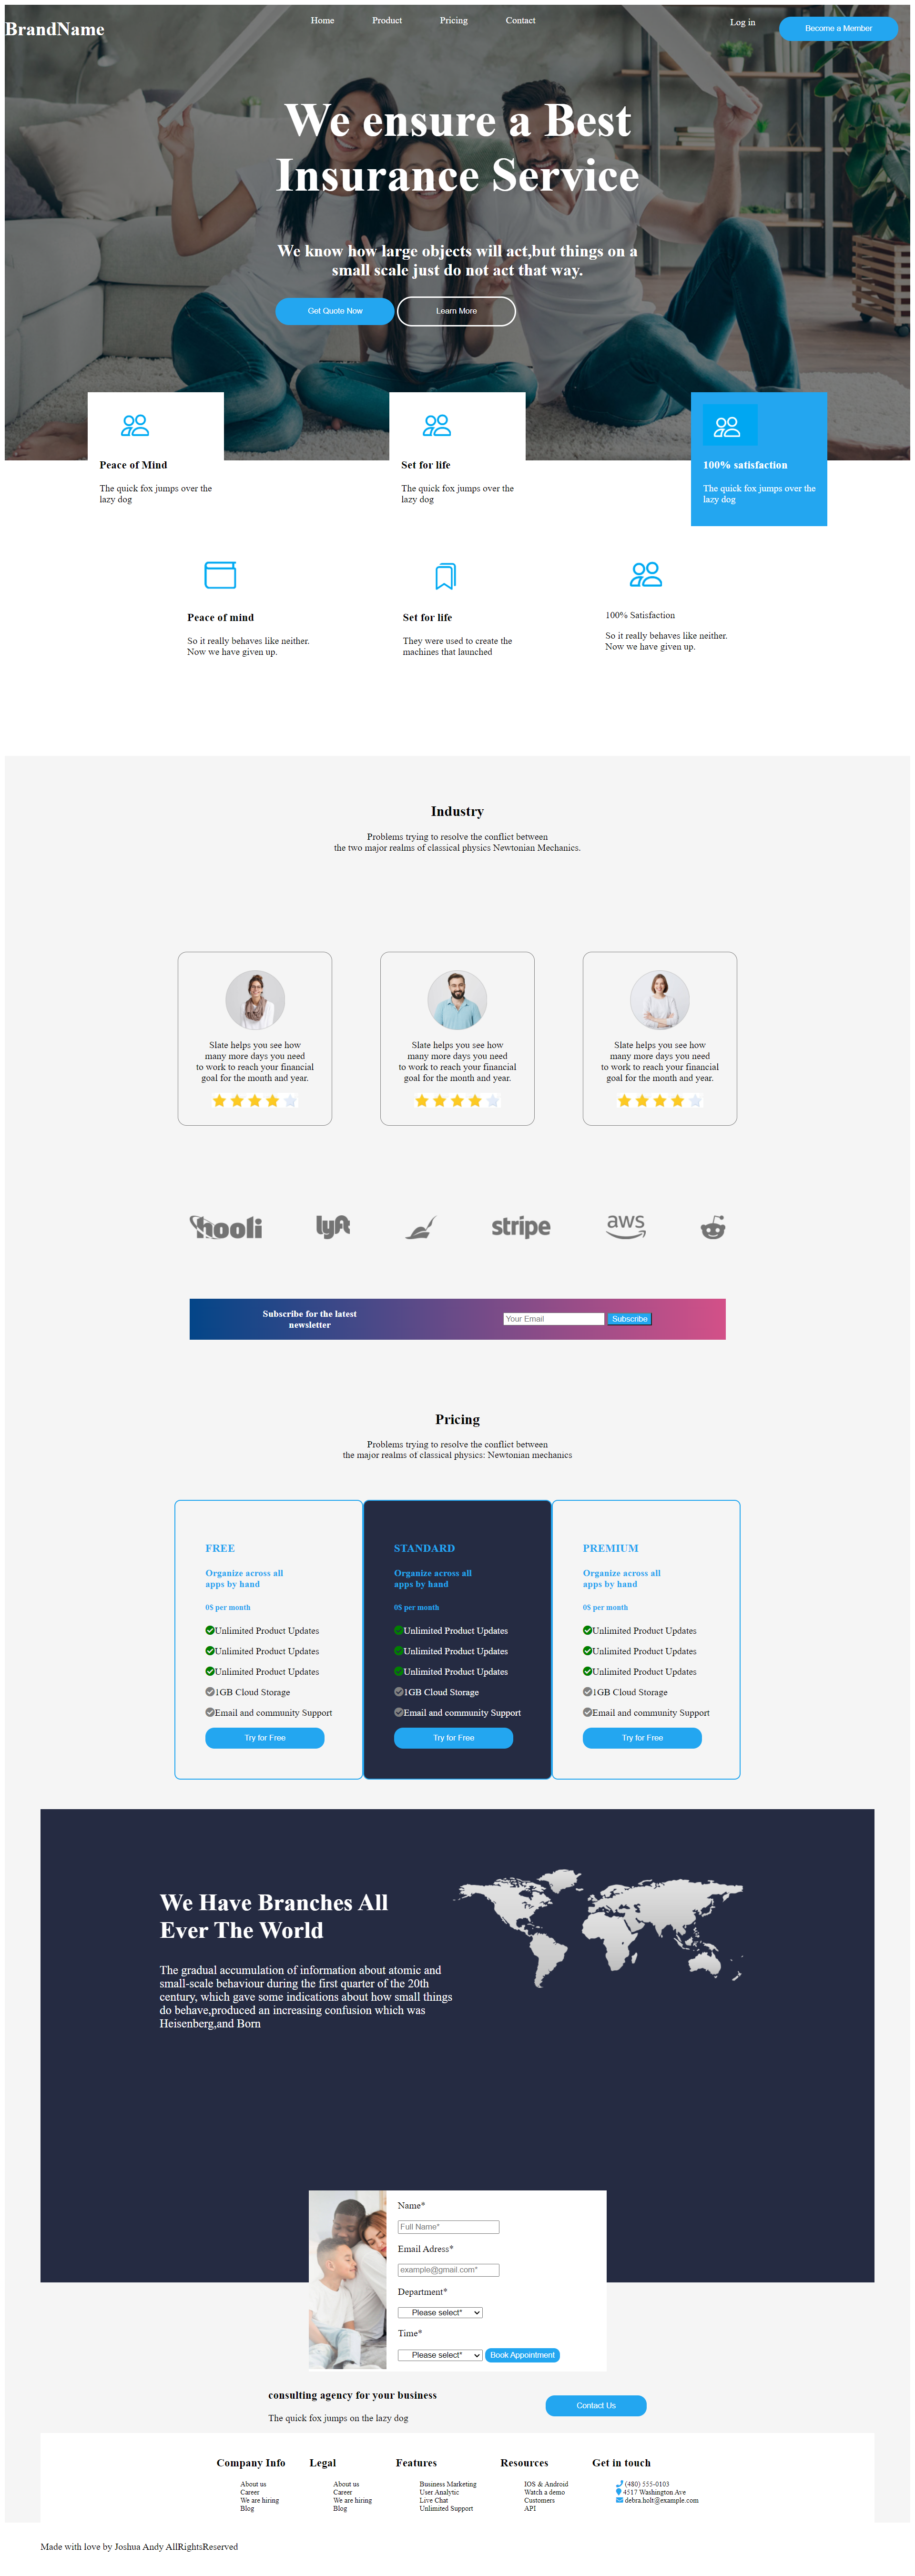 BrandName
Home Product Pricing Contact
Log in
Become a Member
We ensure a Best
Insurance Service
We know how large objects will act,but things on a
small scale just do not act that way.
Get Quote Now
Learn More
Peace of Mind
The quick fox jumps over the
lazy dog
Set for life
The quick fox jumps over the
lazy dog
100% satisfaction
The quick fox jumps over the
lazy dog
Peace of mind
So it really behaves like neither.
Now we have given up.
Set for life
They were used to create the
machines that launched
100% Satisfaction
So it really behaves like neither.
Now we have given up.
Industry
Problems trying to resolve the conflict between
the two major realms of classical physics Newtonian Mechanics.
Slate helps you see how
many more days you need
to work to reach your financial
goal for the month and year.
Slate helps you see how
many more days you need
to work to reach your financial
goal for the month and year.
Slate helps you see how
many more days you need
to work to reach your financial
goal for the month and year.
hooli
lyft
stripe
aws
Subscribe for the latest
newsletter
Your Email
Subscribe
Pricing
Problems trying to resolve the conflict between
the major realms of classical physics: Newtonian mechanics
FREE
Organize across all
apps by hand
0$ per month
Unlimited Product Updates
Unlimited Product Updates
Unlimited Product Updates
1GB Cloud Storage
Email and community Support
Try for Free
STANDARD
Organize across all
apps by hand
0$ per month
Unlimited Product Updates
Unlimited Product Updates
Unlimited Product Updates
1GB Cloud Storage
Email and community Support
Try for Free
PREMIUM
Organize across all
apps by hand
0$ per month
Unlimited Product Updates
Unlimited Product Updates
Unlimited Product Updates
1GB Cloud Storage
Email and community Support
Try for Free
We Have Branches All
Ever The World
The gradual accumulation of information about atomic and
small-scale behaviour during the first quarter of the 20th
century, which gave some indications about how small things
do behave,produced an increasing confusion which was
Heisenberg,and Born
Name*
Full Name*
Email Adress*
example@gmail.com*
Department*
Please select*
Time*
Please select*
Book Appointment
consulting agency for your business
The quick fox jumps on the lazy dog
Contact Us
Company Info
About us
Career
We are hiring
Blog
Legal
About us
Career
We are hiring
Blog
Features
Business Marketing
User Analytic
Live Chat
Unlimited Support
Resources
IOS & Android
Watch a demo
Customers
API
Get in touch
(480) 555-0103
4517 Washington Ave
debra.holt@example.com
Made with love by Joshua Andy AllRightsReserved